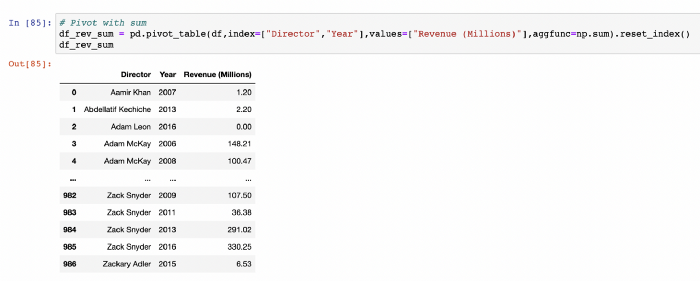 In [85]: # Pivot with sum
df_rev_sum = pd.pivot_table(df,index=["Director","Year"],values=["Revenue (Millions)"],aggfunc=np.sum).reset_index()
df_rev_sum
Out[85]:
Director Year Revenue (Millions)
0 Aamir Khan 2007 1.20
1 Abdellatif Kechiche 2013 2.20
2 Adam Leon 2016 0.00
3 Adam McKay 2006 148.21
4 Adam McKay 2008 100.47
... ... ... ...
982 Zack Snyder 2009 107.50
983 Zack Snyder 2011 36.38
984 Zack Snyder 2013 291.02
985 Zack Snyder 2016 330.25
986 Zackary Adler 2015 6.53